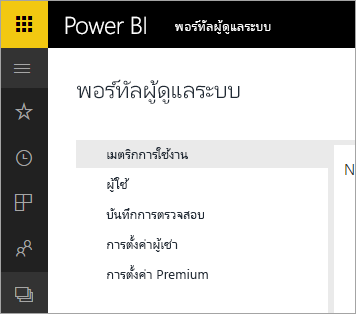 Power BI พอร์ทัลผู้ดูแลระบบ
พอร์ทัลผู้ดูแลระบบ
เมตริกการใช้งาน
N
ผู้ใช้
บันทึกการตรวจสอบ
การตั้งค่าผู้เช่า
การตั้งค่า Premium